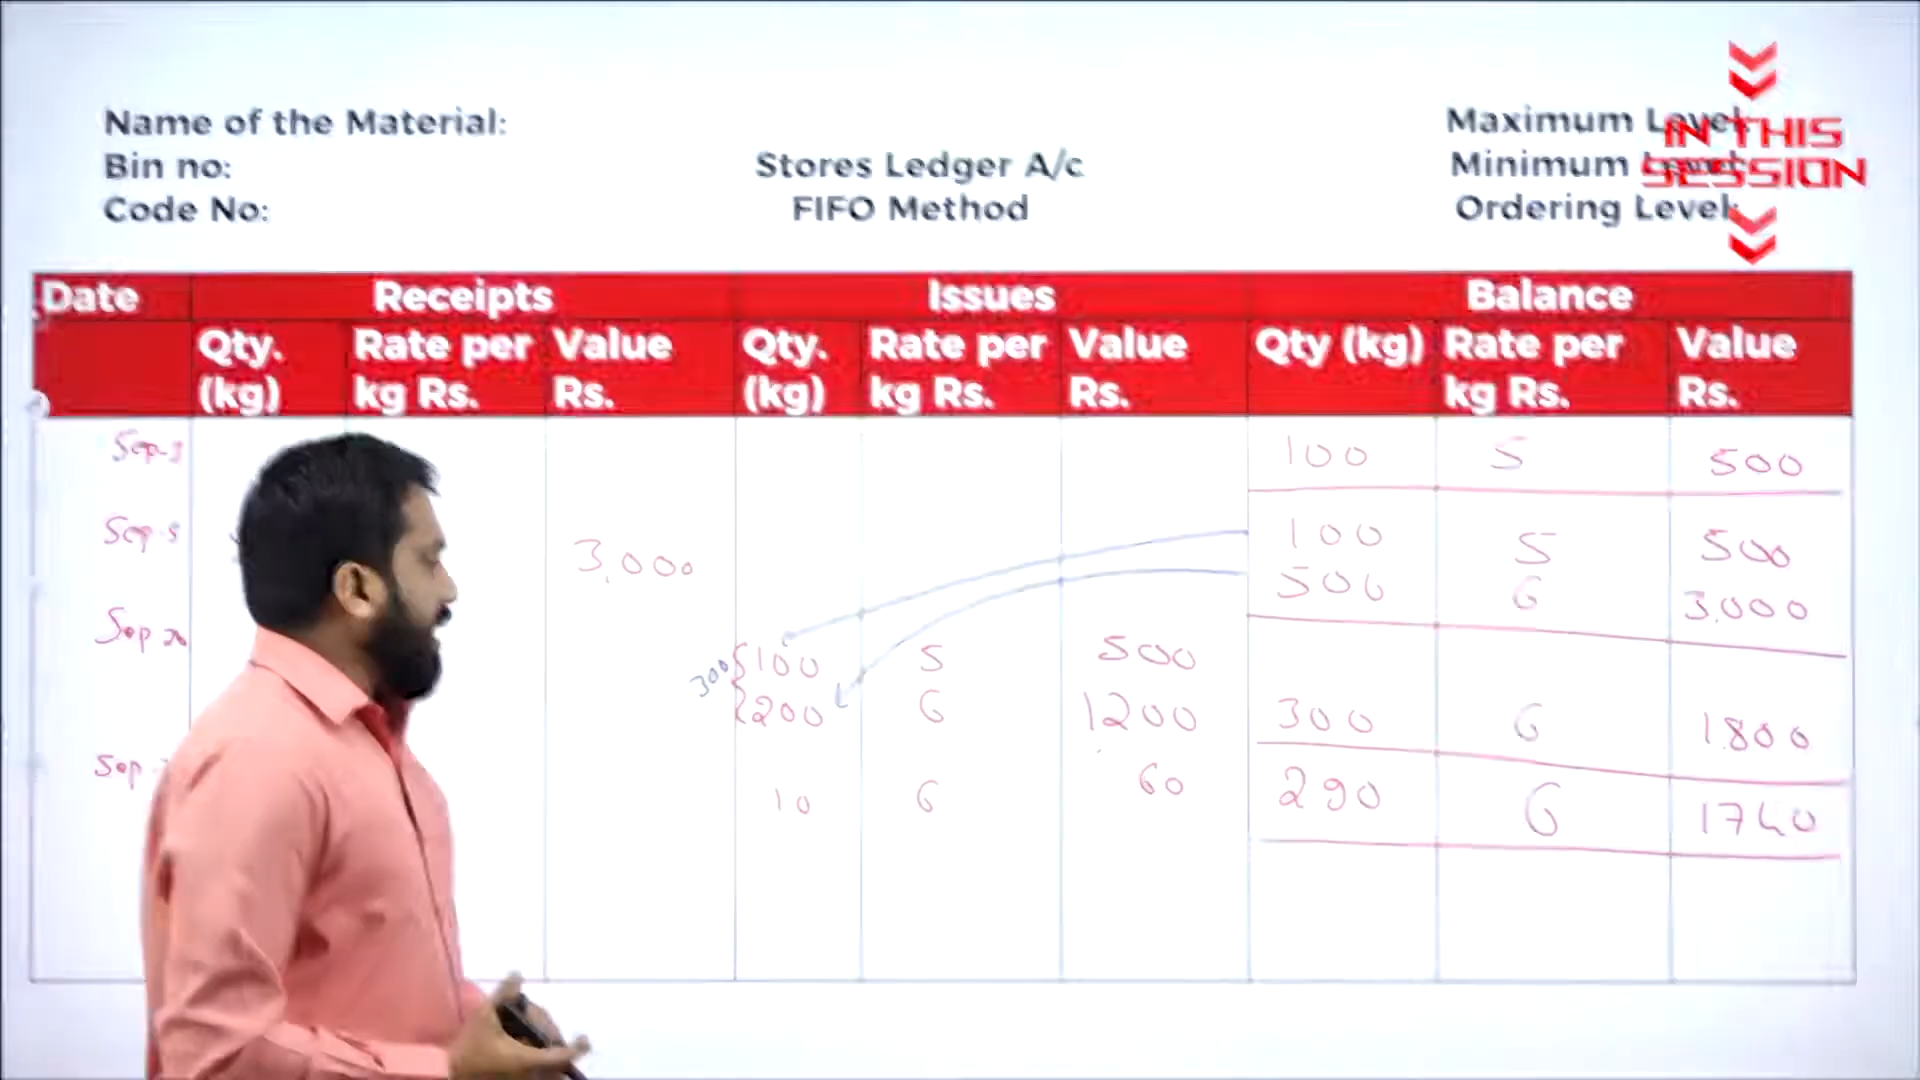 Name of the Material:
Bin no:
Code No:
Stores Ledger A/c
FIFO Method
Maximum Level:
Minimum Level:
Ordering Level:
IN THIS
SESSION
Date Receipts Issues Balance
Qty. (kg) Rate per kg Rs. Value Rs. Qty. (kg) Rate per kg Rs. Value Rs. Qty (kg) Rate per kg Rs. Value Rs.
100 5 500
3,000 100 5 500
500 6 3,000
300 100 5 500
200 6 1200 300 6 1800
Sep 10 6 60 290 6 1740